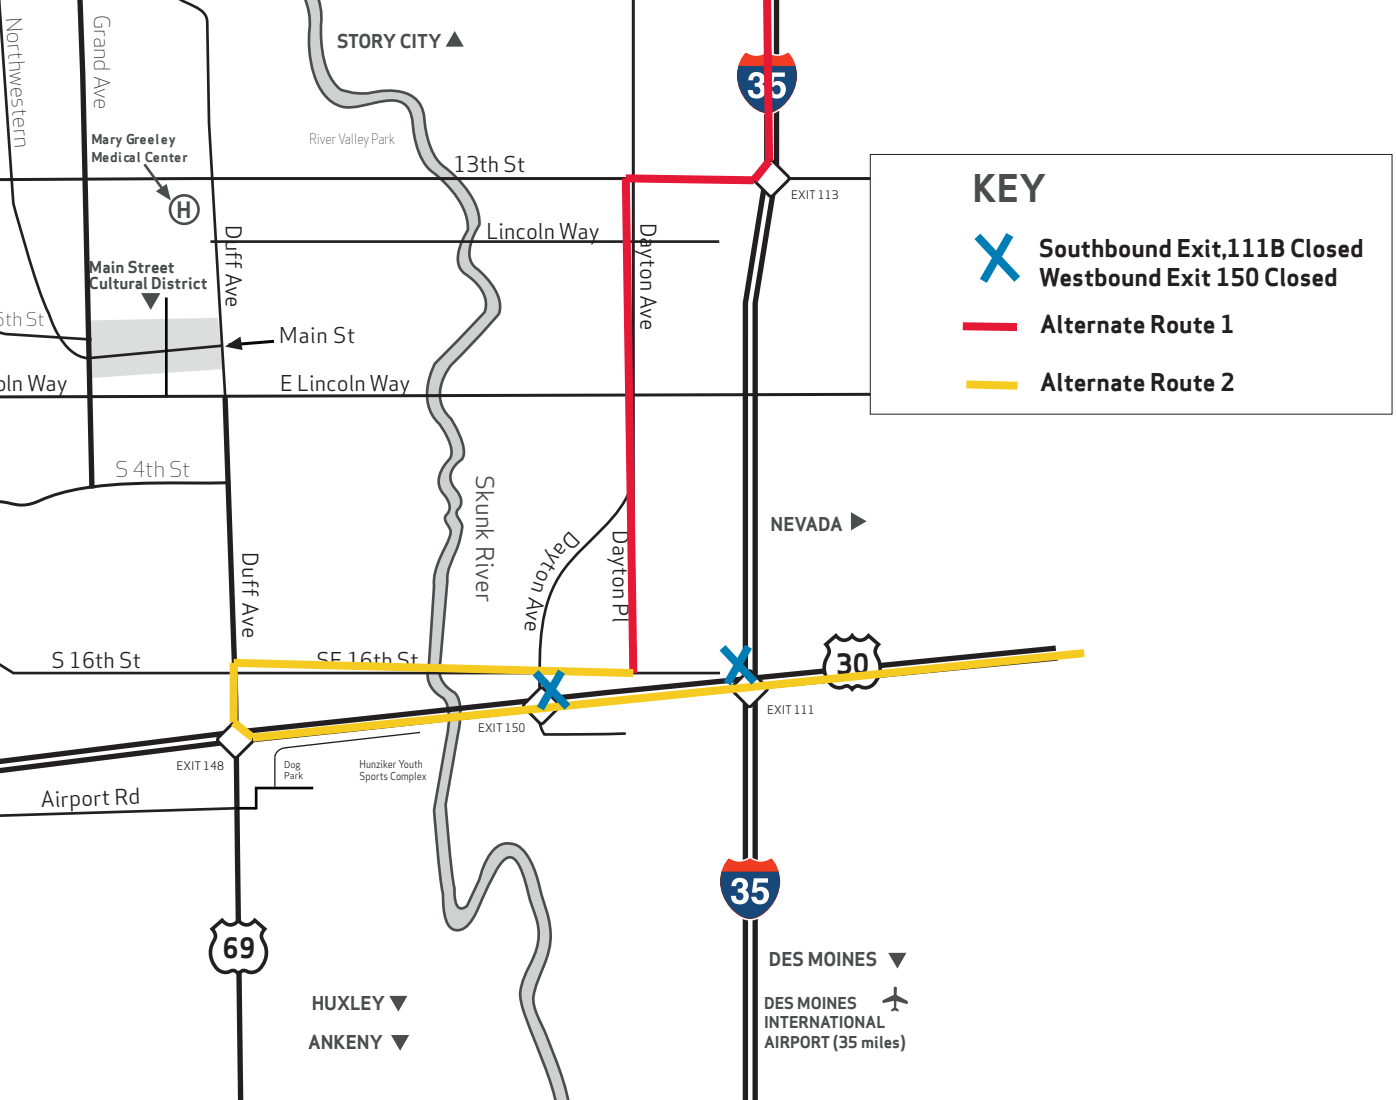 Northwestern
Grand Ave
STORY CITY
35
Mary Greeley
Medical Center
River Valley Park
13th St
EXIT 113
KEY
H
Southbound Exit,111B Closed
Westbound Exit 150 Closed
Alternate Route 1
Alternate Route 2
Duff Ave
Lincoln Way
Dayton Ave
Main Street
Cultural District
5th St
Main St
oln Way
E Lincoln Way
S 4th St
Skunk River
NEVADA
Dayton Ave
Dayton Pl
Duff Ave
S 16th St
SE 16th St
30
EXIT 111
EXIT 150
EXIT 148
Dog
Park
Hunziker Youth
Sports Complex
Airport Rd
35
69
DES MOINES
HUXLEY
DES MOINES
INTERNATIONAL
AIRPORT (35 miles)
ANKENY